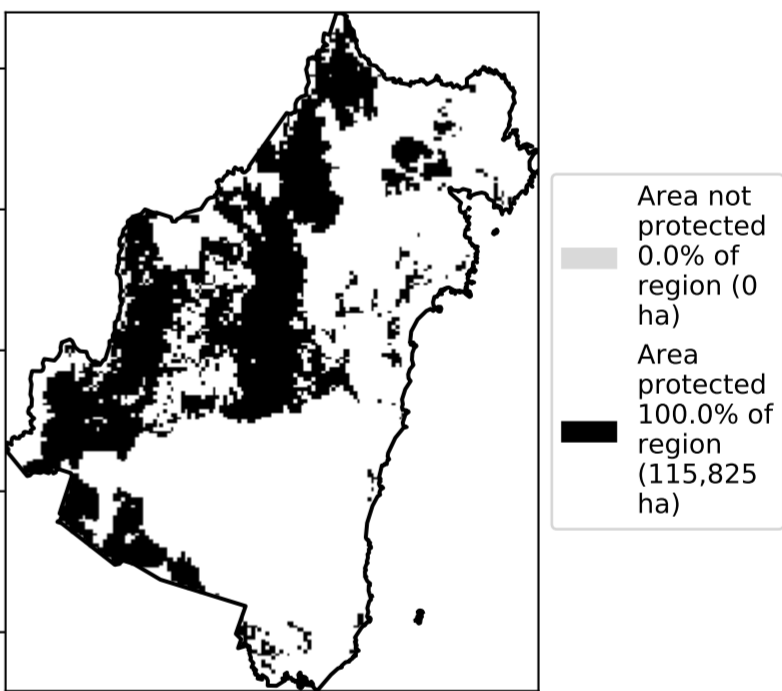 Area not
protected
0.0% of
region (0
ha)
Area
protected
100.0% of
region
(115,825
ha)